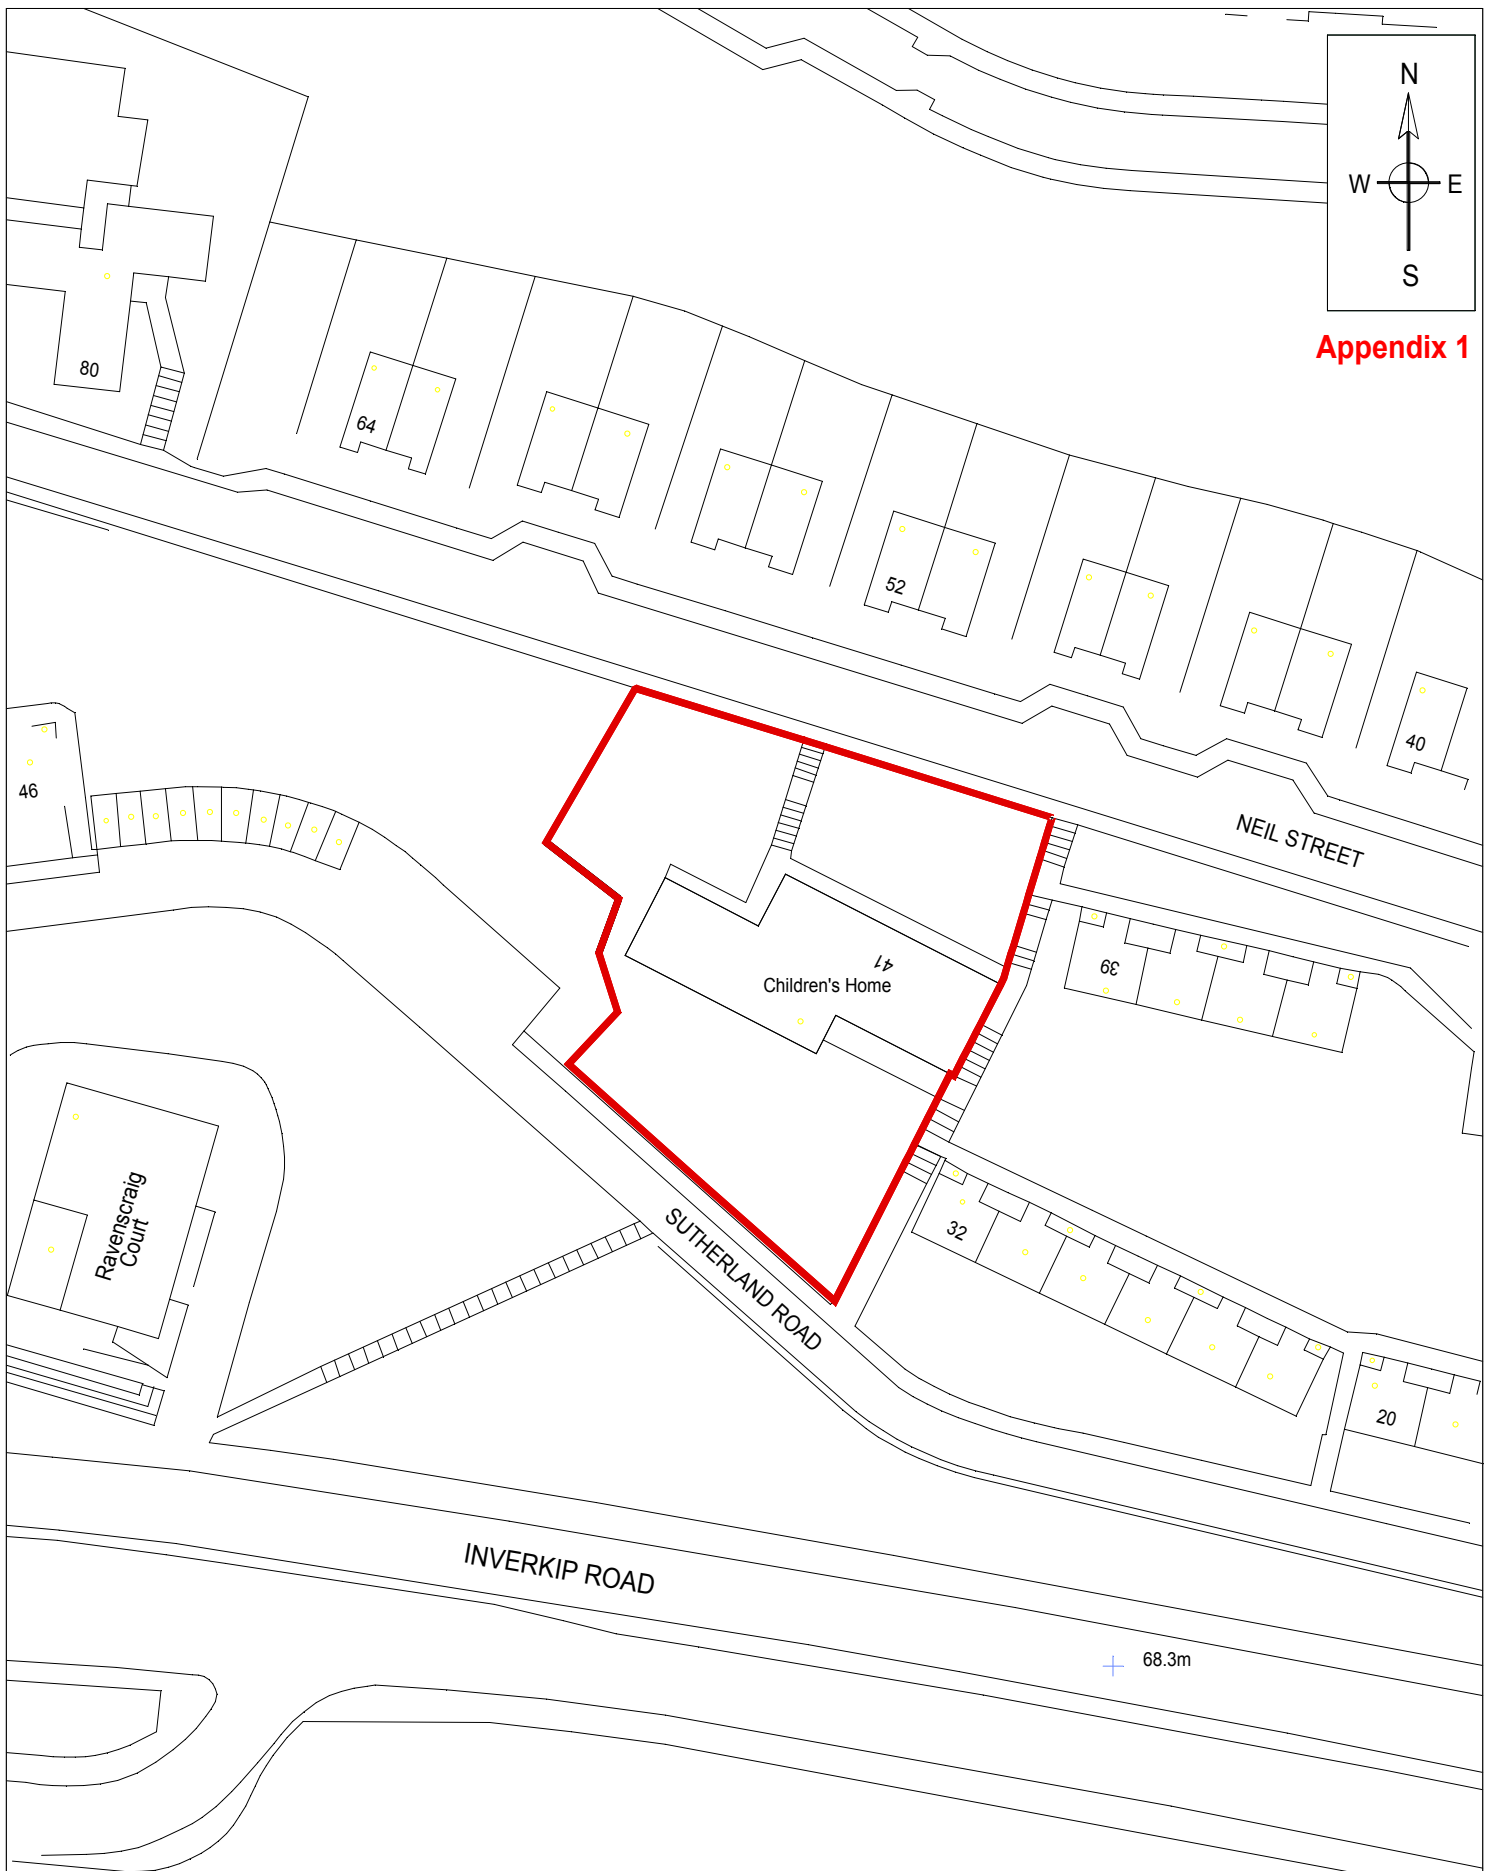 N
W E
S
Appendix 1
80
64
52
40
46
NEIL STREET
39
41
Children's Home
32
Ravenscraig
Court
SUTHERLAND ROAD
20
INVERKIP ROAD
68.3m